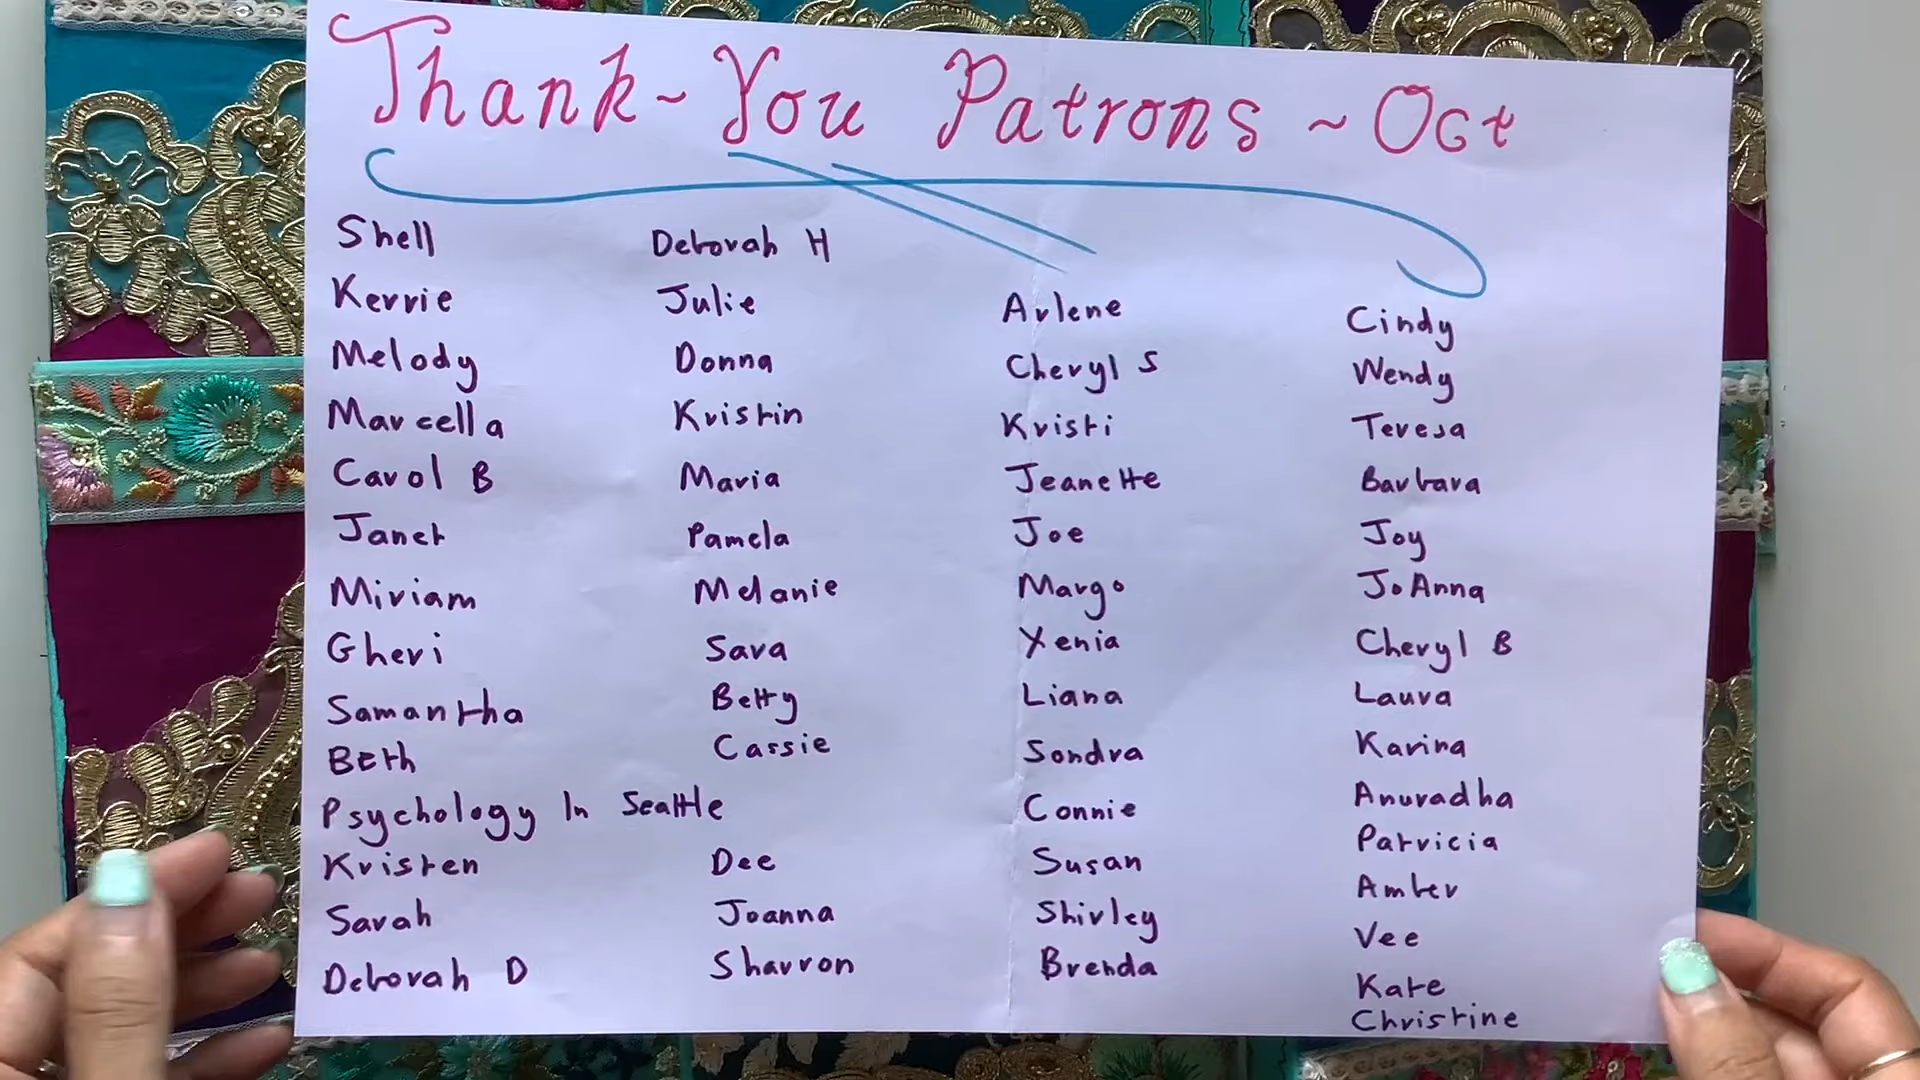 Thank-You Patrons ~ Oct
Shell
Kerrie
Melody
Marcella
Carol B
Janet
Miriam
Gheri
Samantha
Beth
Psychology In Seattle
Kristen
Sarah
Deborah D
Deborah H
Julie
Donna
Kristin
Maria
Pamela
Melanie
Sara
Betty
Cassie
Dee
Joanna
Sharron
Arlene
Cheryl S
Kristi
Jeanette
Joe
Margo
Xenia
Liana
Sondra
Connie
Susan
Shirley
Brenda
Cindy
Wendy
Teresa
Barbara
Joy
JoAnna
Cheryl B
Laura
Karina
Anuradha
Patricia
Amber
Vee
Kate
Christine